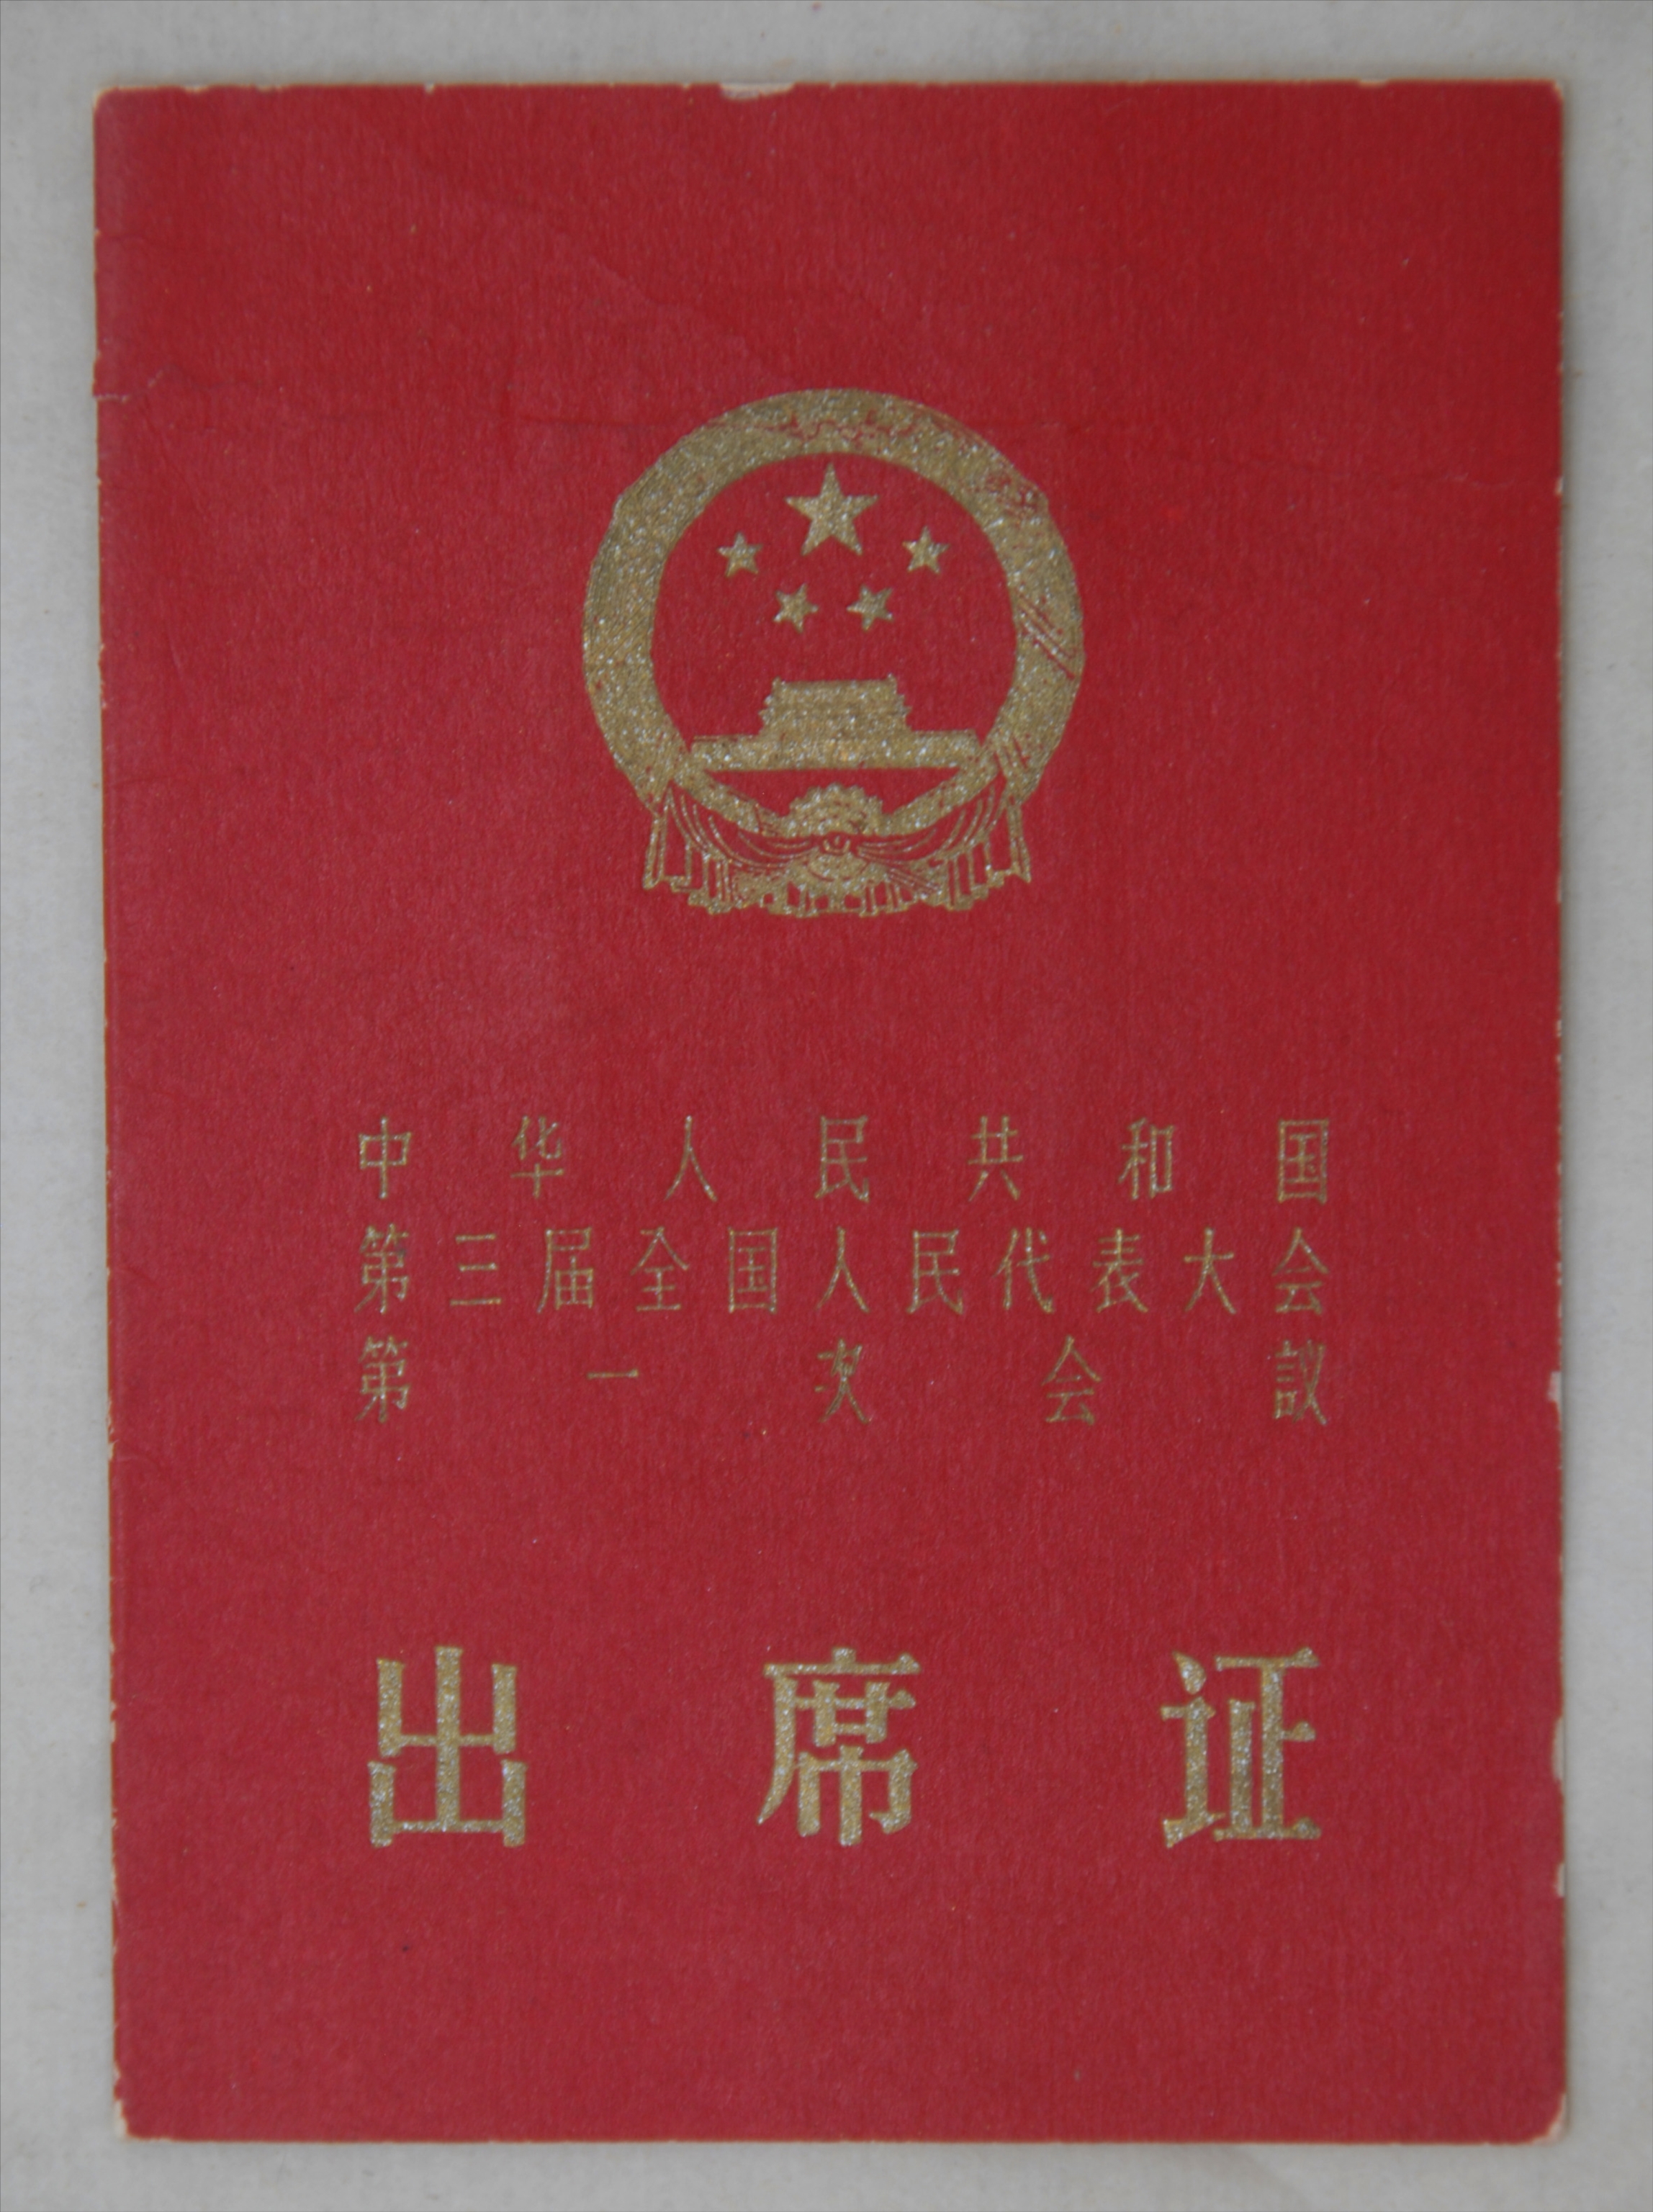 中华人民共和国
第三届全国人民代表大会
第一次会议
出席证